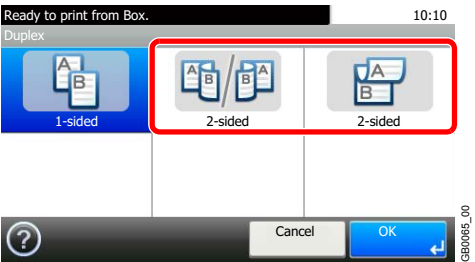 Ready to print from Box. 10:10
Duplex
A B
A B B A
A B
1-sided 2-sided 2-sided
? Cancel OK
GB0065_00